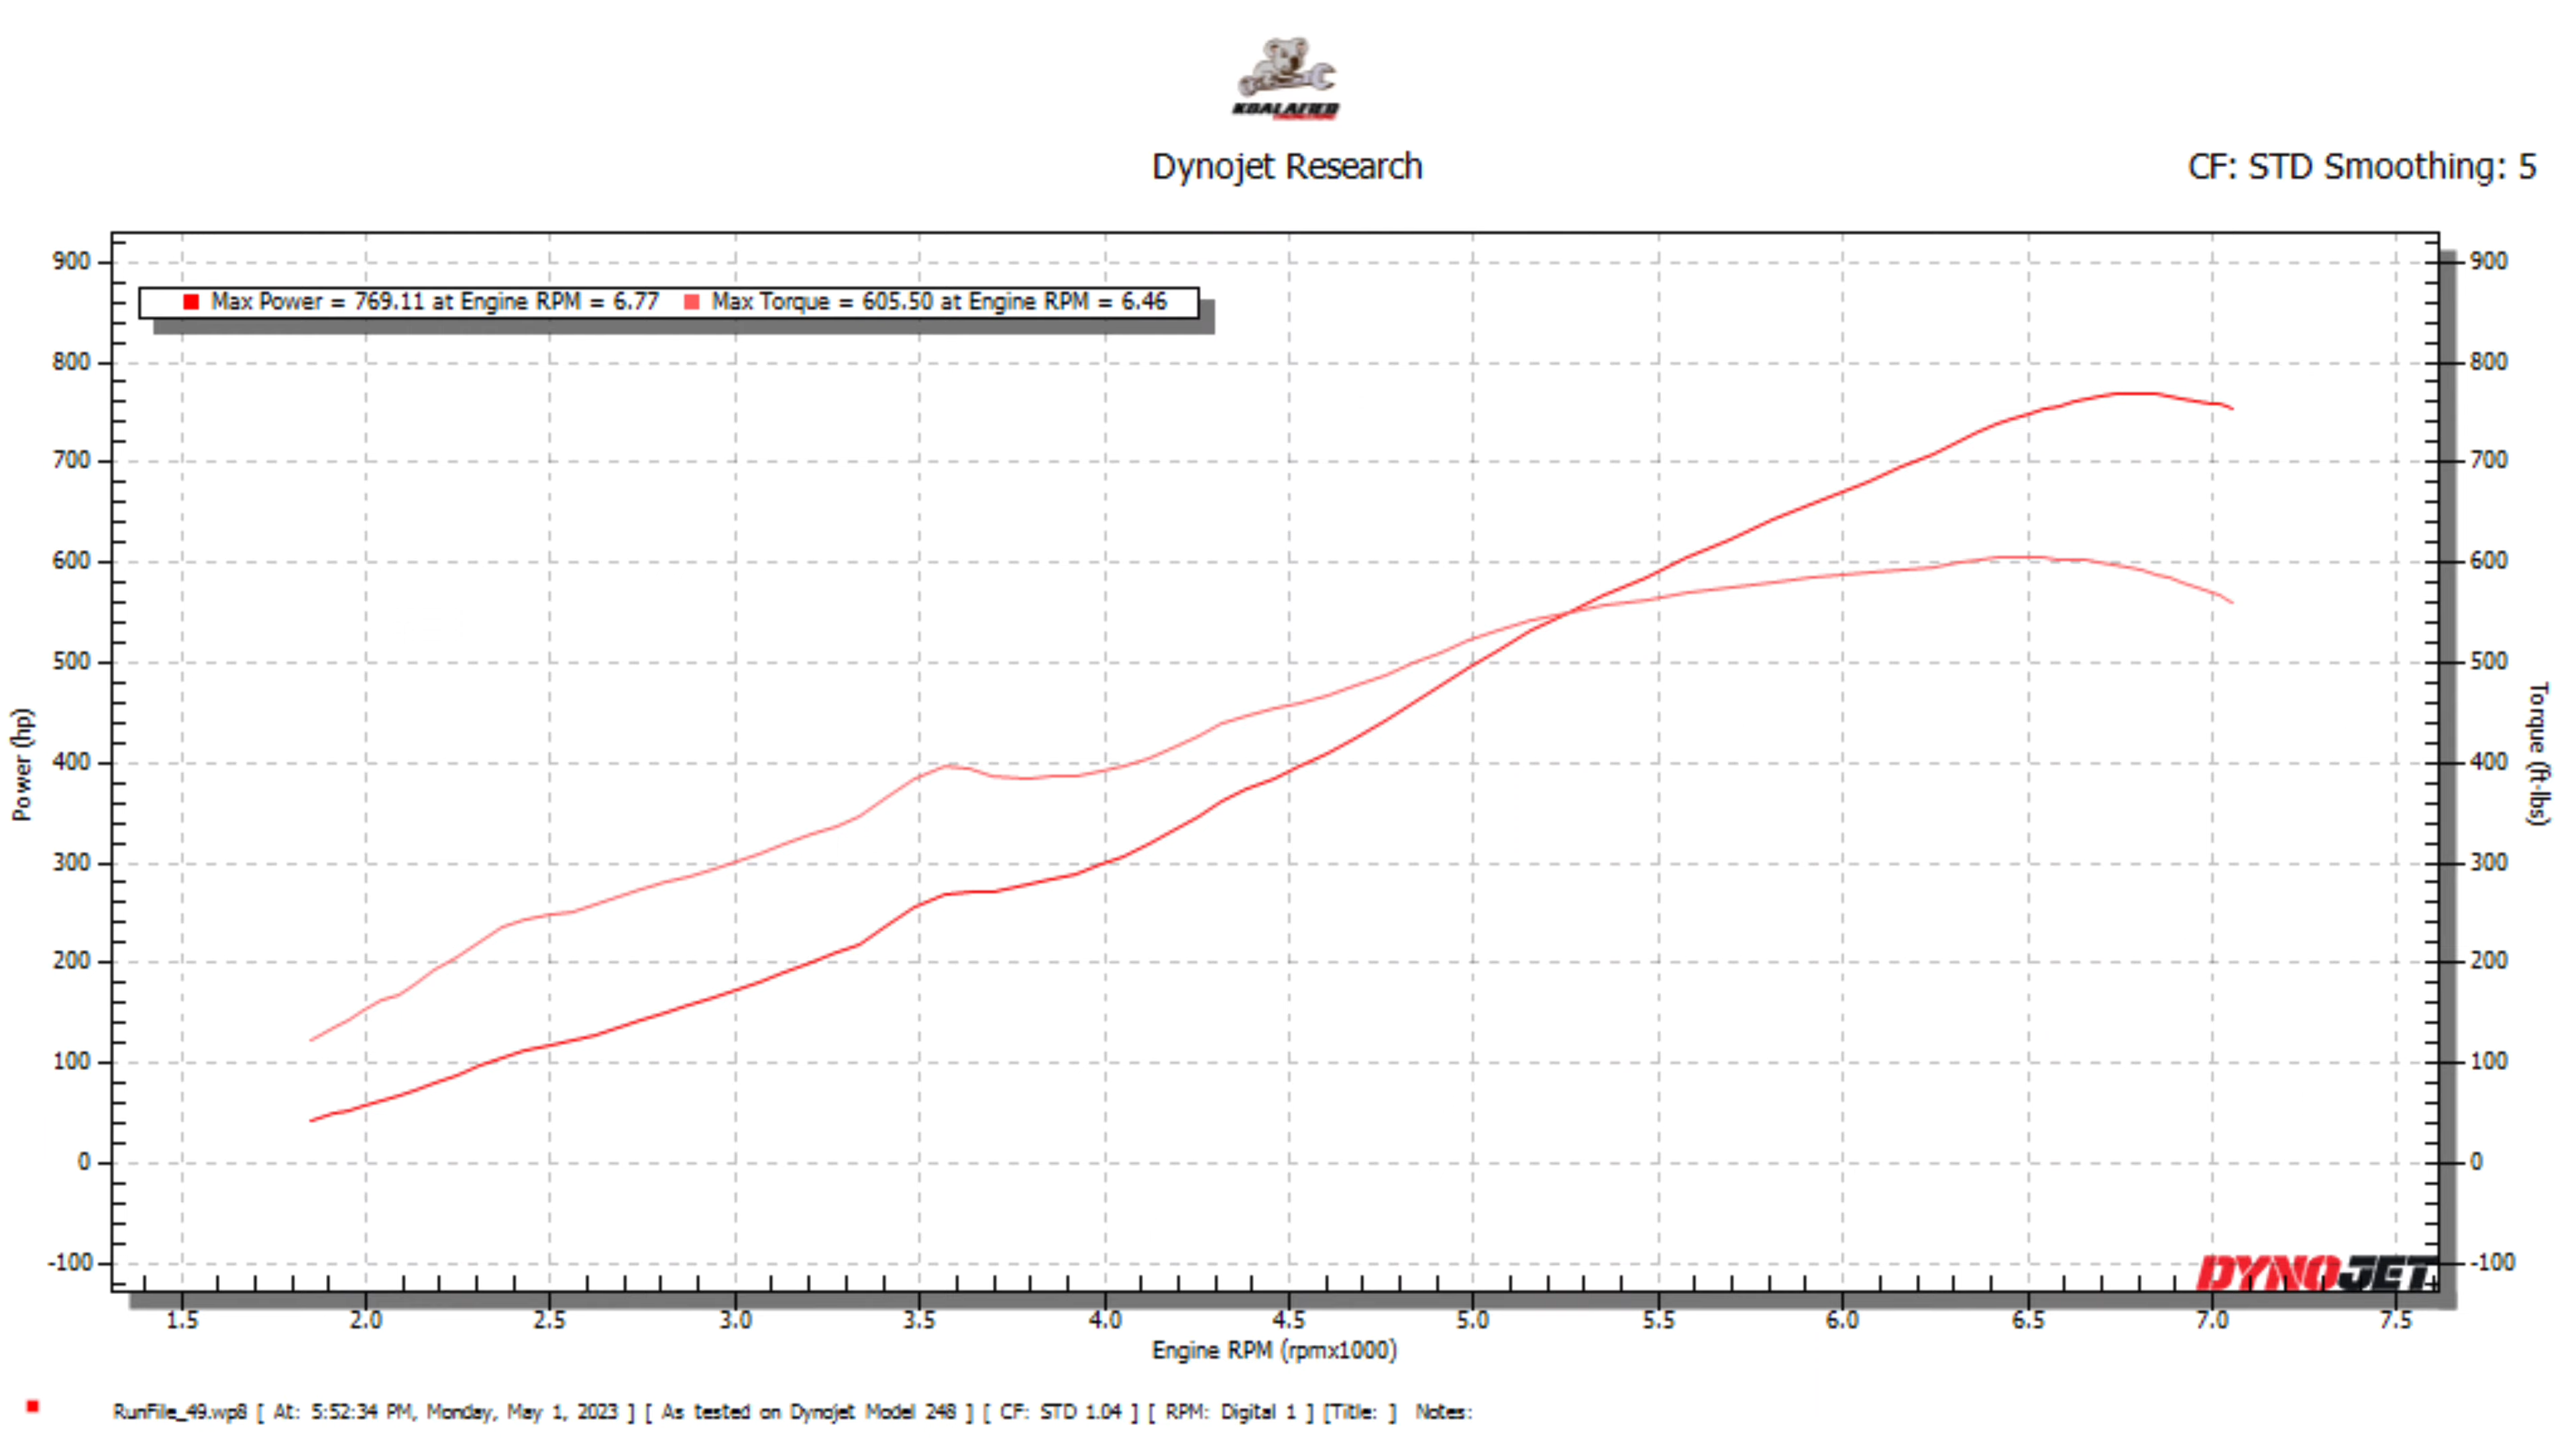 KOALAFIED
Dynojet Research
CF: STD Smoothing: 5
Max Power = 769.11 at Engine RPM = 6.77 Max Torque = 605.50 at Engine RPM = 6.46
900 900
800 800
700 700
600 600
500 500
400 400
300 300
200 200
100 100
0 0
-100 -100
Power (hp)
Torque (ft-lbs)
DYNOJET
1.5 2.0 2.5 3.0 3.5 4.0 4.5 5.0 5.5 6.0 6.5 7.0 7.5
Engine RPM (rpmx1000)
RunFile_49.wp8 [ At: 5:52:34 PM, Monday, May 1, 2023 ] [ As tested on Dynojet Model 248 ] [ CF: STD 1.04 ] [ RPM: Digital 1 ] [Title: ] Notes: